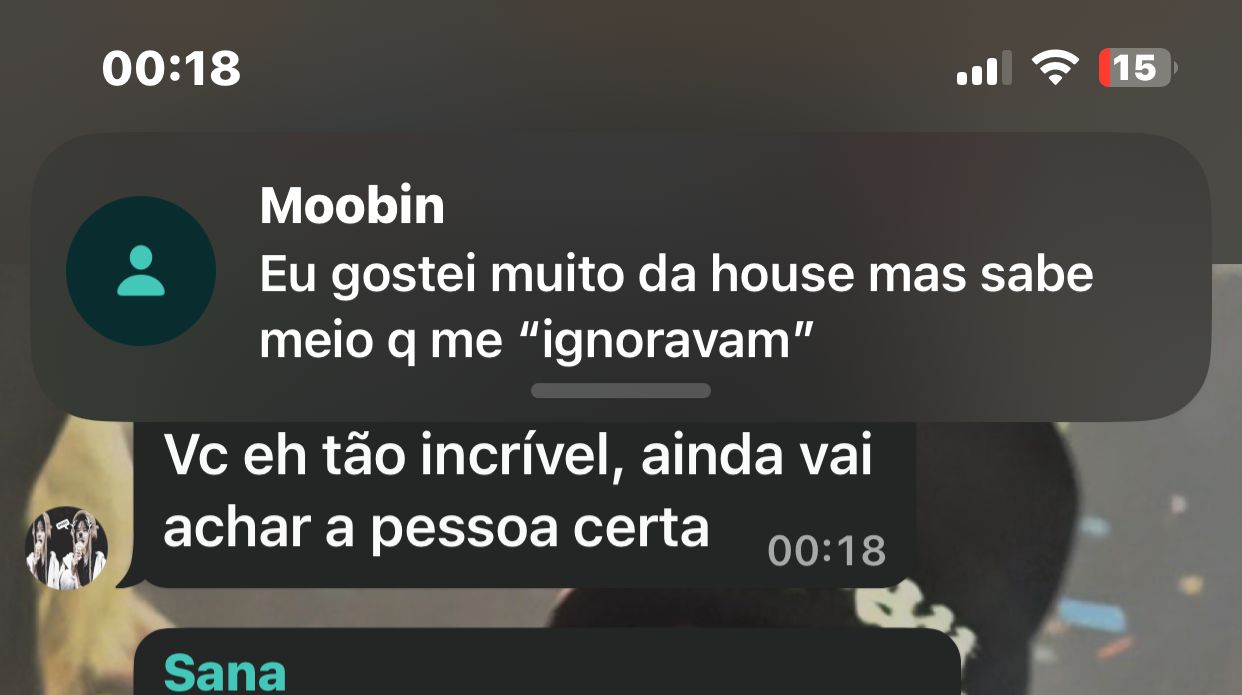 00:18
15
Moobin
Eu gostei muito da house mas sabe
meio q me “ignoravam”
Vc eh tão incrível, ainda vai
achar a pessoa certa
00:18
Sana